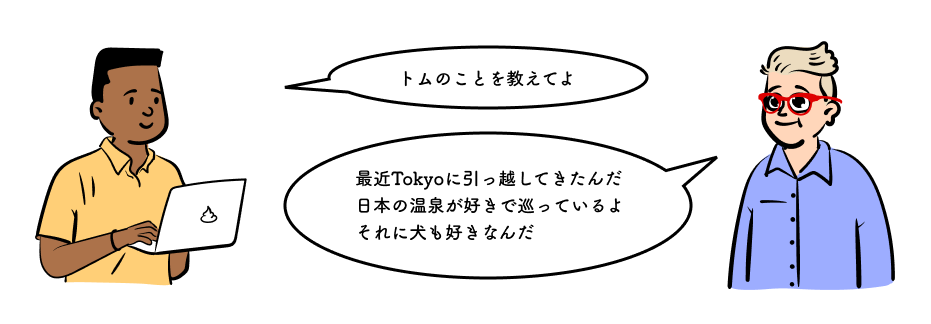 トムのことを教えてよ
最近Tokyoに引っ越してきたんだ
日本の温泉が好きで巡っているよ
それに犬も好きなんだ